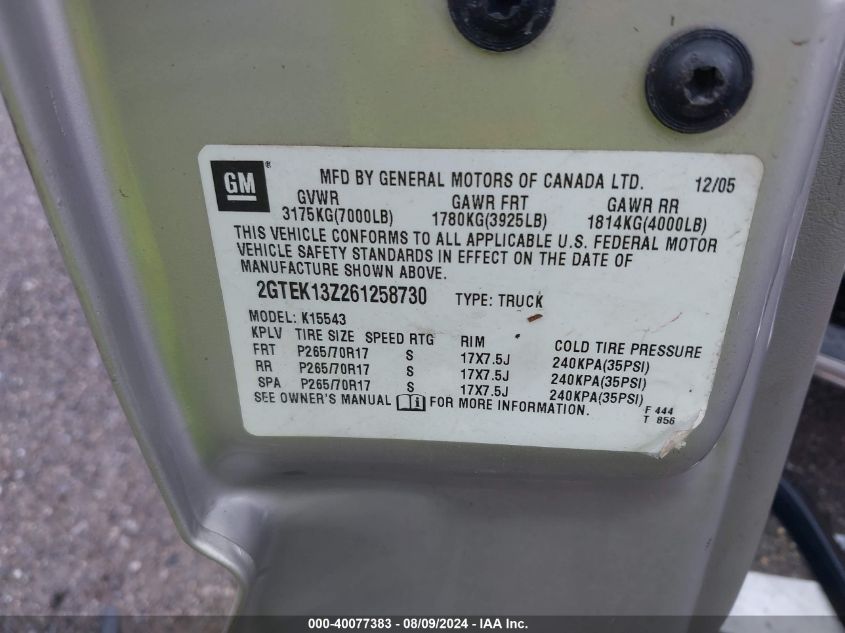 GM ® MFD BY GENERAL MOTORS OF CANADA LTD. 12/05
GVWR GAWR FRT GAWR RR
3175KG(7000LB) 1780KG(3925LB) 1814KG(4000LB)
THIS VEHICLE CONFORMS TO ALL APPLICABLE U.S. FEDERAL MOTOR
VEHICLE SAFETY STANDARDS IN EFFECT ON THE DATE OF
MANUFACTURE SHOWN ABOVE.
2GTEK13Z261258730 TYPE: TRUCK
MODEL: K15543
KPLV TIRE SIZE SPEED RTG RIM COLD TIRE PRESSURE
FRT P265/70R17 S 17X7.5J 240KPA(35PSI)
RR P265/70R17 S 17X7.5J 240KPA(35PSI)
SPA P265/70R17 S 17X7.5J 240KPA(35PSI)
SEE OWNER'S MANUAL FOR MORE INFORMATION.
F 444
T 856
000-40077383 - 08/09/2024 - IAA Inc.